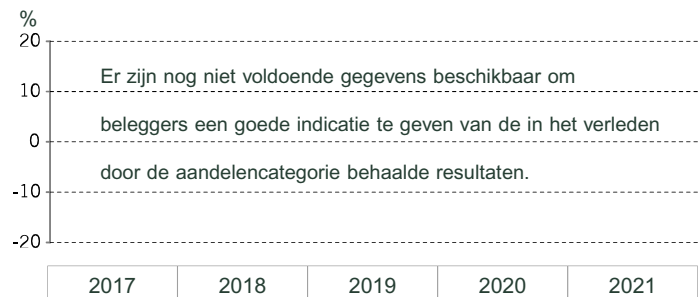 %
20
10
0
-10
-20
Er zijn nog niet voldoende gegevens beschikbaar om
beleggers een goede indicatie te geven van de in het verleden
door de aandelencategorie behaalde resultaten.
2017 2018 2019 2020 2021